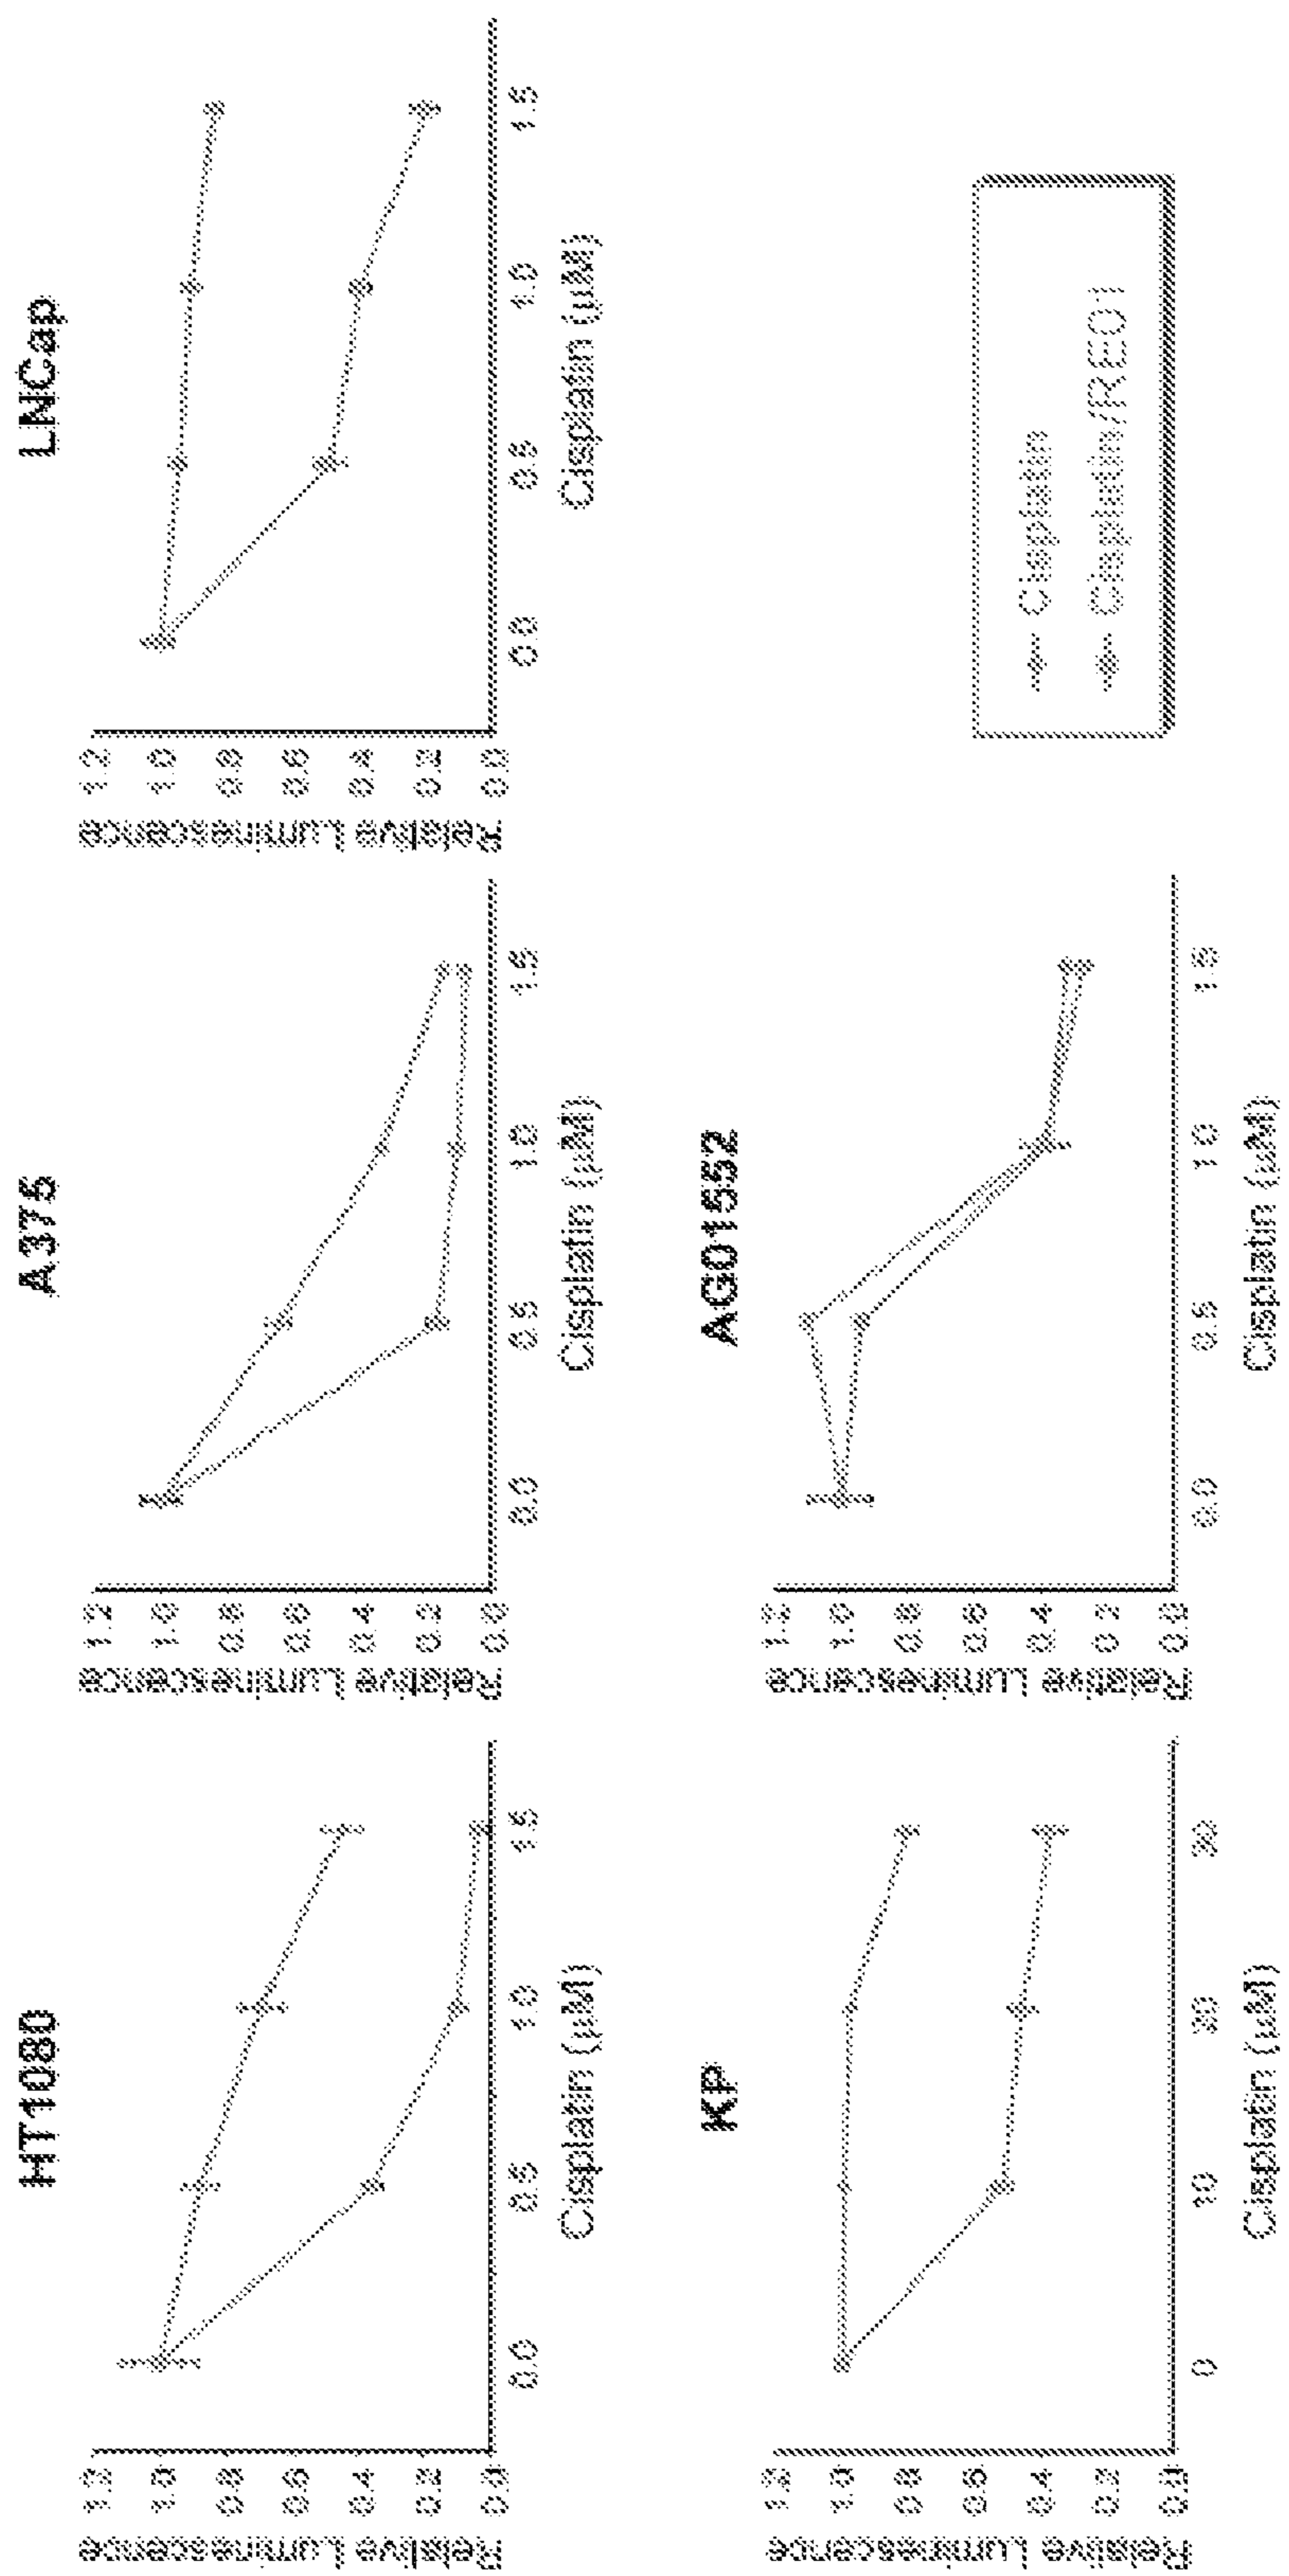 HT1080
Relative Luminescence
1.2
1.0
0.8
0.6
0.4
0.2
0.0
0.0 0.5 1.0 1.5
Cisplatin (µM)
A375
Relative Luminescence
1.2
1.0
0.8
0.6
0.4
0.2
0.0
0.0 0.5 1.0 1.5
Cisplatin (µM)
LNCap
Relative Luminescence
1.2
1.0
0.8
0.6
0.4
0.2
0.0
0.0 0.5 1.0 1.5
Cisplatin (µM)
KP
Relative Luminescence
1.2
1.0
0.8
0.6
0.4
0.2
0.0
0 10 20 30
Cisplatin (µM)
AG01552
Relative Luminescence
1.2
1.0
0.8
0.6
0.4
0.2
0.0
0.0 0.5 1.0 1.5
Cisplatin (µM)
Cisplatin
Cisplatin/RE01